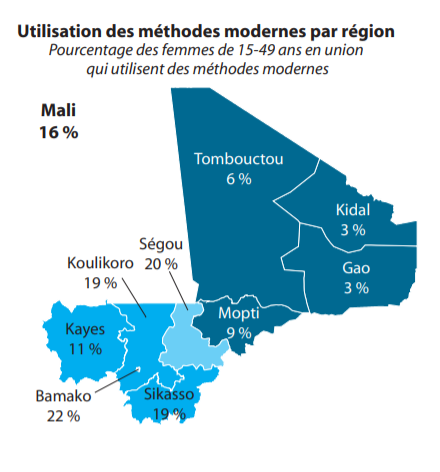 Utilisation des méthodes modernes par région
Pourcentage des femmes de 15-49 ans en union
qui utilisent des méthodes modernes
Mali
16 %
Tombouctou
6 %
Kidal
3 %
Gao
3 %
Ségou
20 %
Koulikoro
19 %
Mopti
9 %
Kayes
11 %
Bamako
22 %
Sikasso
19 %